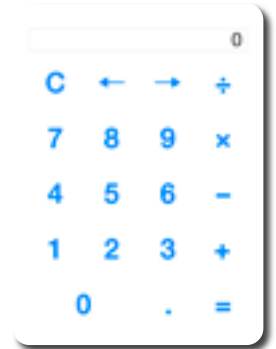 0
C ← → ÷
7 8 9 ×
4 5 6 −
1 2 3 +
0 . =